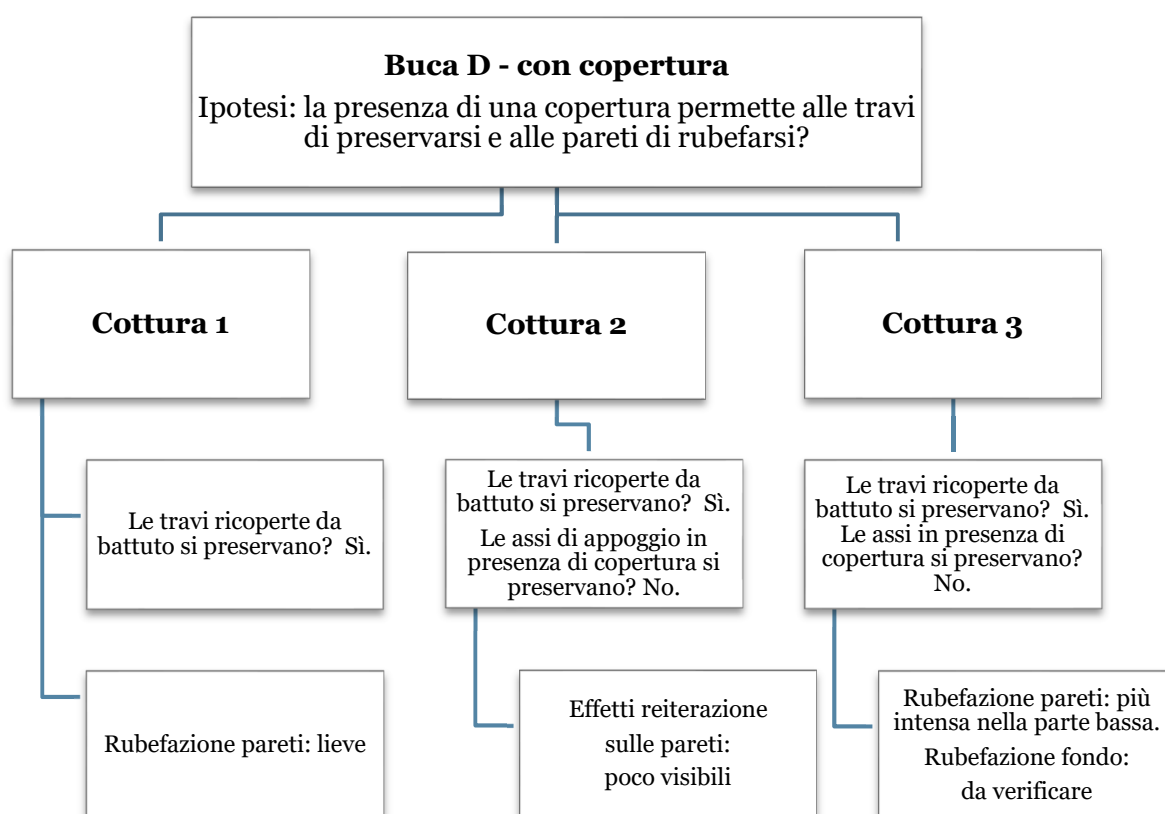 Buca D - con copertura
Ipotesi: la presenza di una copertura permette alle travi
di preservarsi e alle pareti di rubefarsi?
Cottura 1
Cottura 2
Cottura 3
Le travi ricoperte da
battuto si preservano?  Sì.
Le travi ricoperte da
battuto si preservano?  Sì.
Le assi di appoggio in
presenza di copertura si
preservano? No.
Le travi ricoperte da
battuto si preservano?  Sì.
Le assi in presenza di
copertura si preservano?
No.
Rubefazione pareti: lieve
Effetti reiterazione
sulle pareti:
poco visibili
Rubefazione pareti: più
intensa nella parte bassa.
Rubefazione fondo:
da verificare